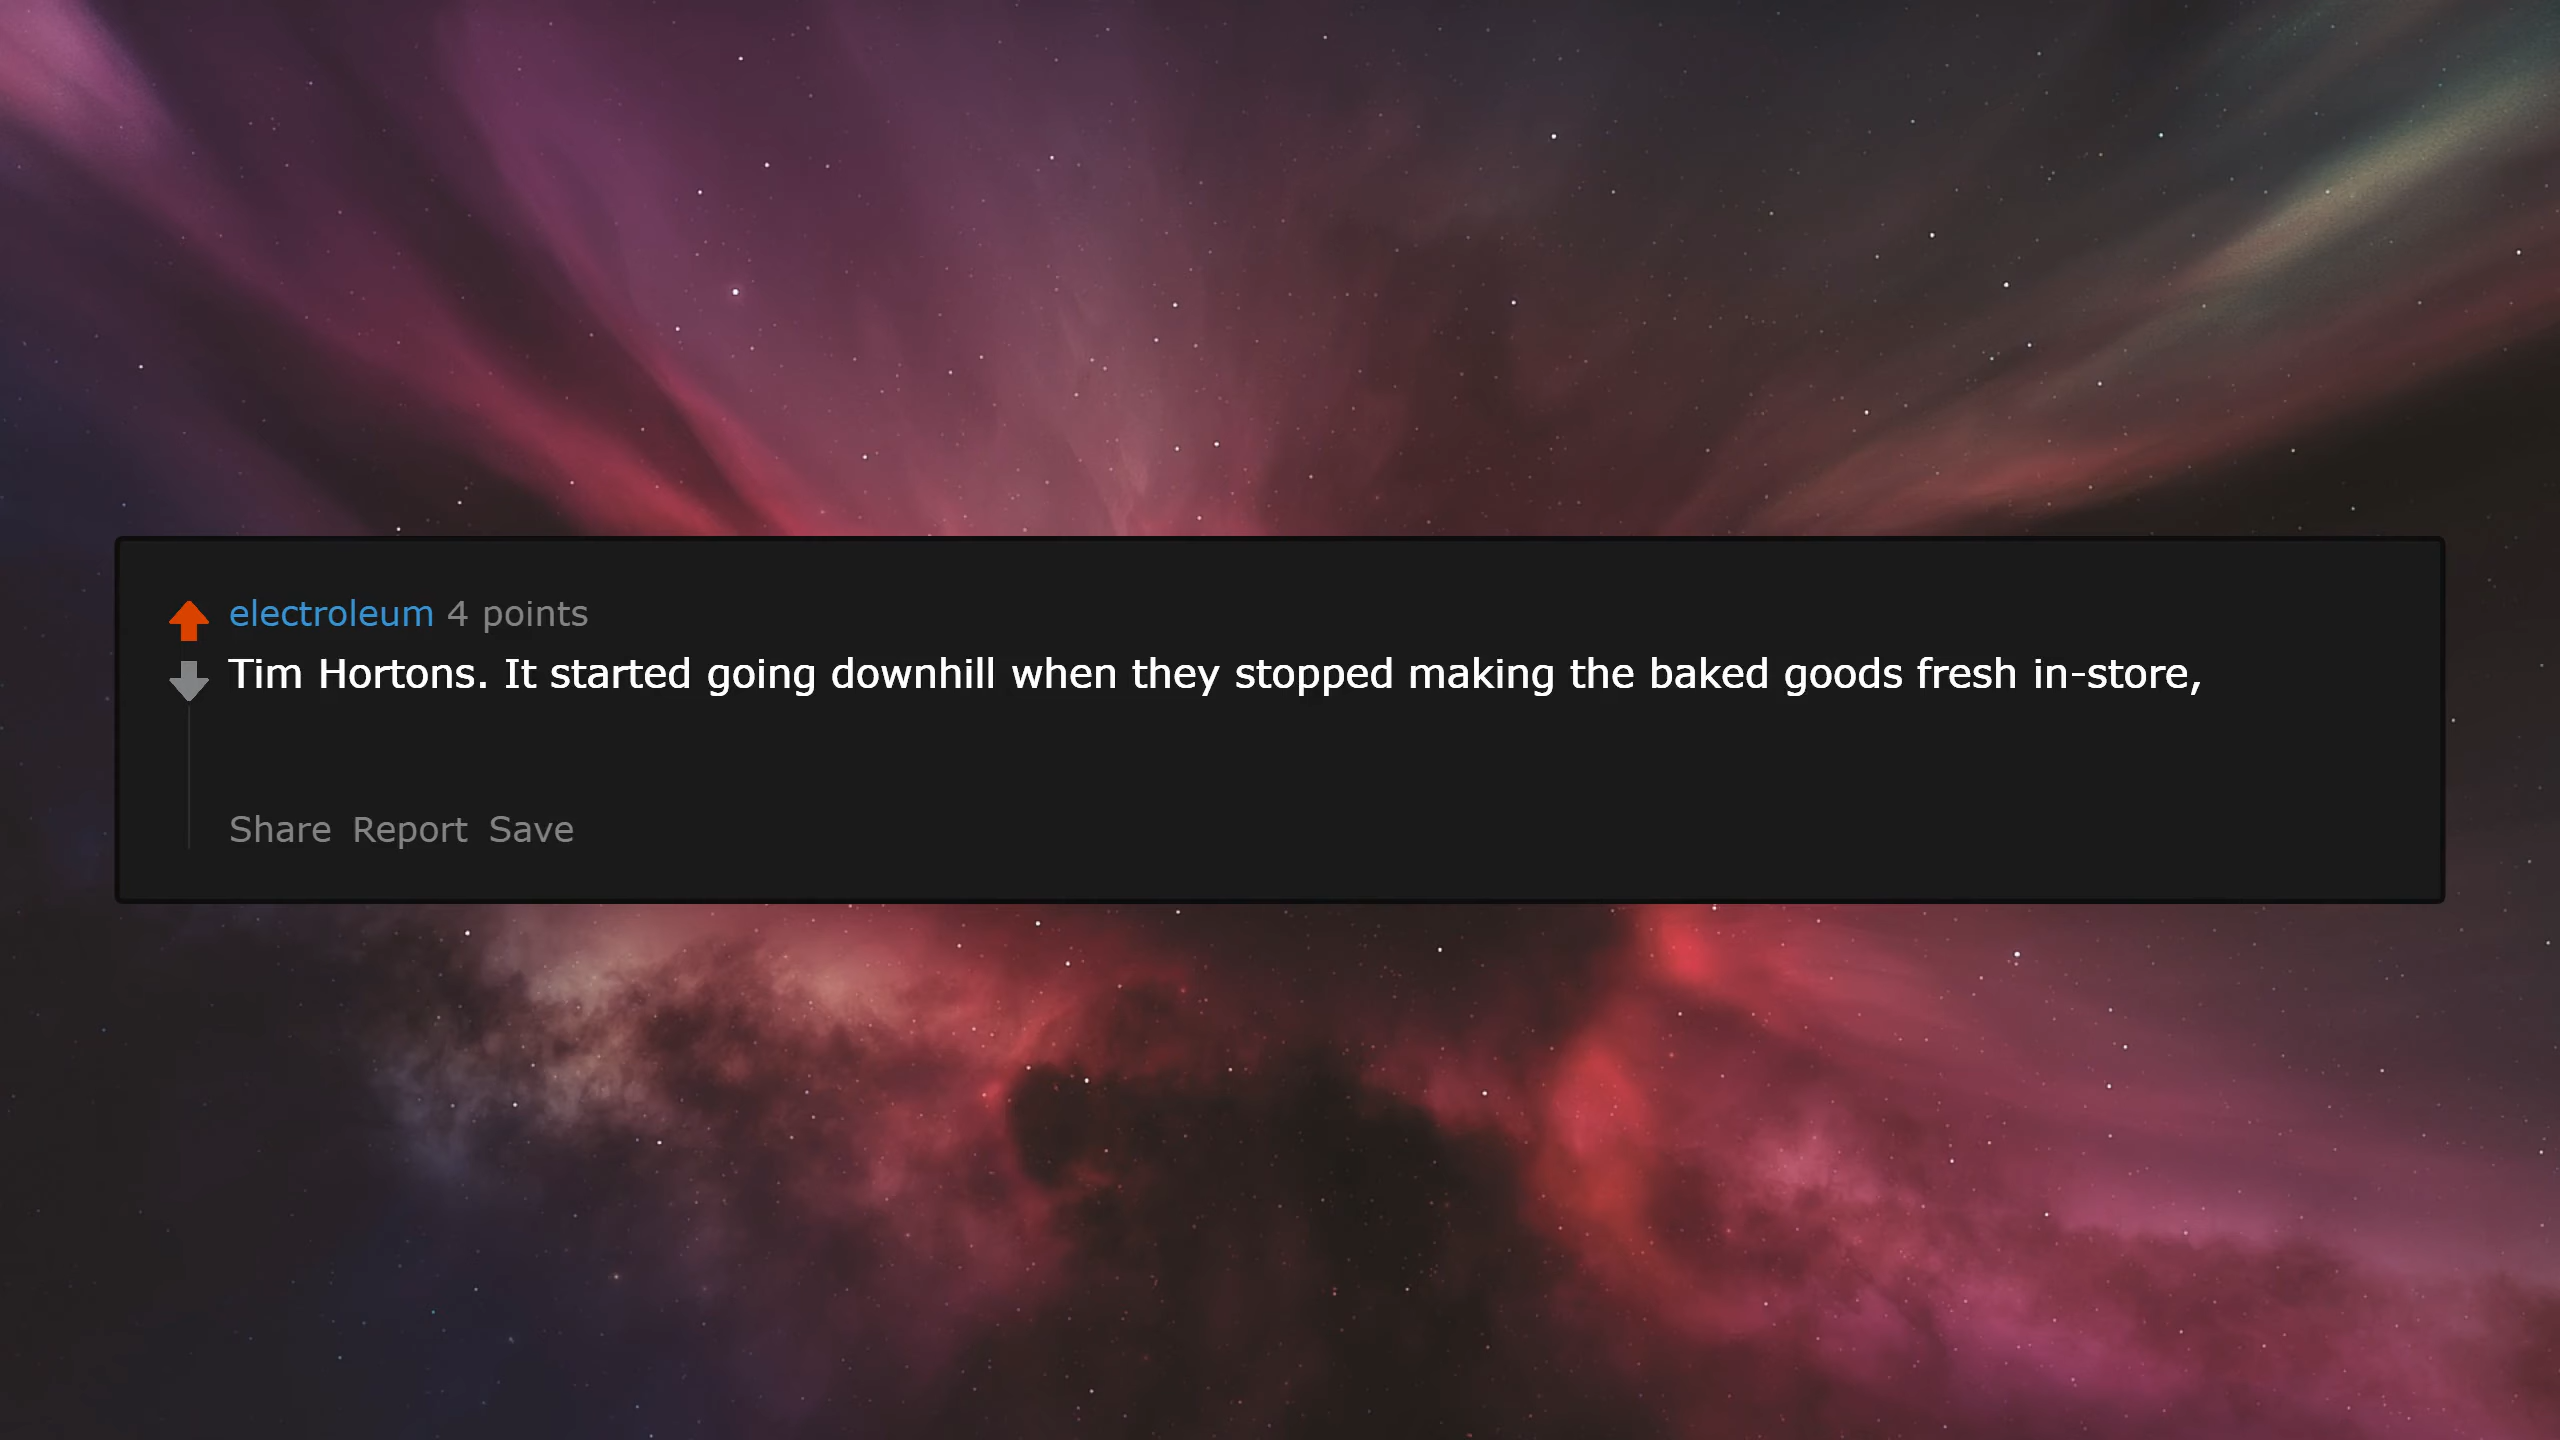 electroleum 4 points
Tim Hortons. It started going downhill when they stopped making the baked goods fresh in-store,
Share Report Save